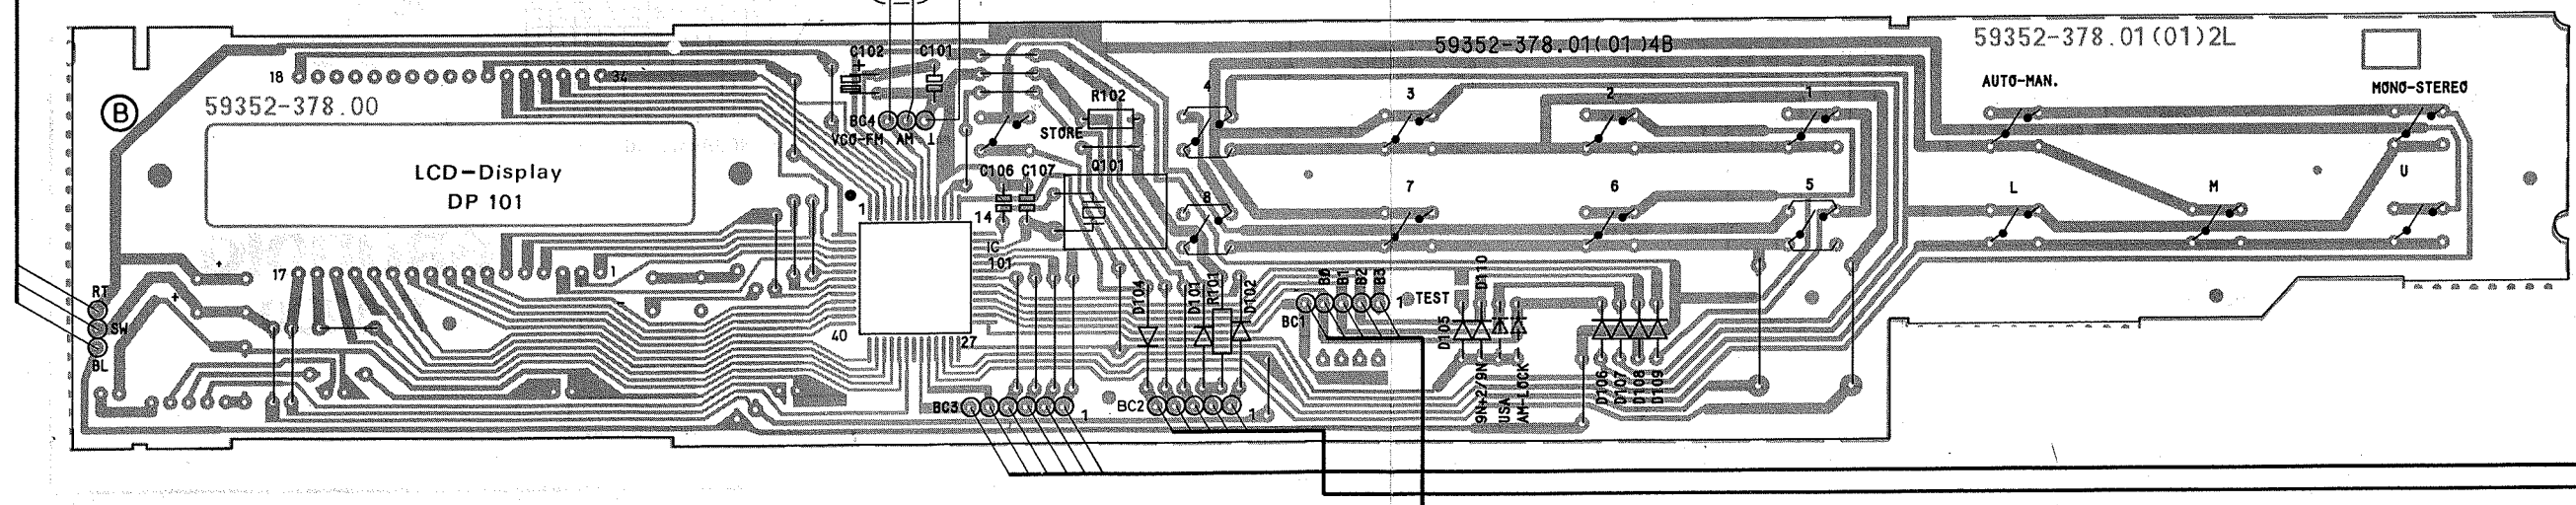 59352-378.01(01)4B
59352-378.01(01)2L
C102 C101
18 34
+
R102
4 3 2 1
AUTO-MAN.
MONO-STEREO
B
59352-378.00
BC4
VCO-FM AM ⊥
STORE
LCD-Display
DP 101
Q101
C106 C107
8 7 6 5
L M U
1 14
IC
101
17 1
+
RT
SW
BL
+
-
40 27
D104 D101 R101 D102
B0 B1 B2 B3
1 TEST
BC1
D105 D110
BC3 1
BC2 1
9N+2/9N
USA
AM-LOCK
D106 D107 D108 D109